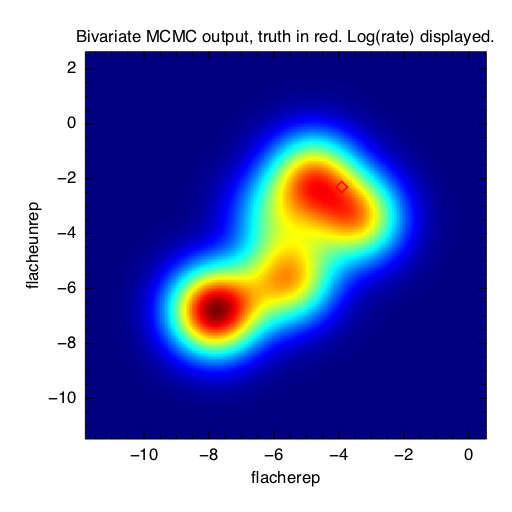 Bivariate MCMC output, truth in red. Log(rate) displayed.
2
0
−2
−4
−6
−8
−10
flacheunrep
−10 −8 −6 −4 −2 0
flacherep